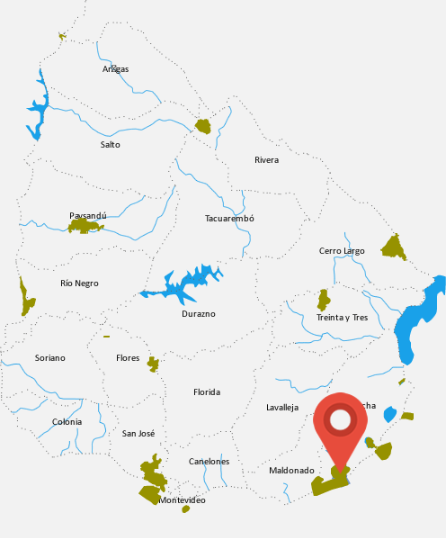 Artigas
Salto
Rivera
Paysandú
Tacuarembó
Cerro Largo
Río Negro
Durazno
Treinta y Tres
Soriano
Flores
Florida
Lavalleja
cha
Colonia
San José
Canelones
Maldonado
Montevideo